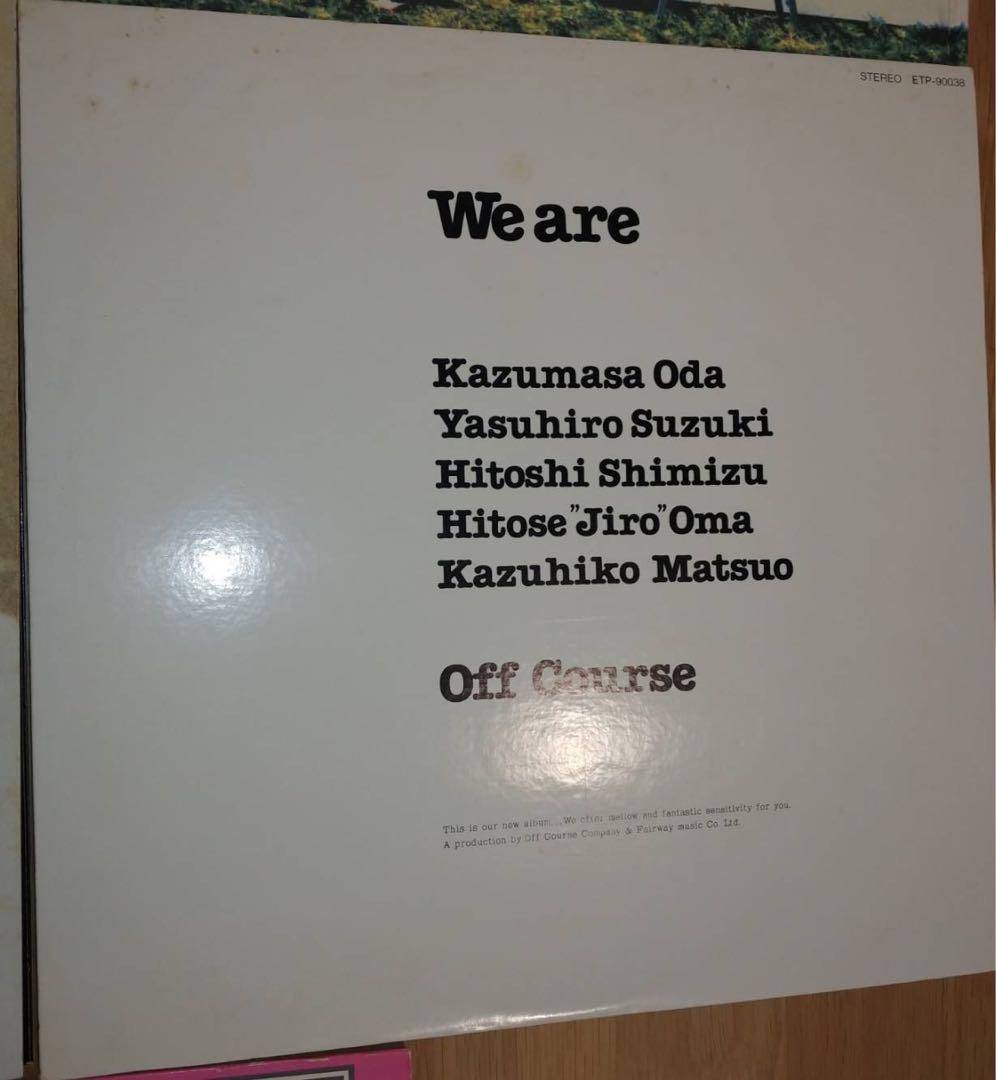 STEREO ETP-90038
We are
Kazumasa Oda
Yasuhiro Suzuki
Hitoshi Shimizu
Hitose "Jiro" Oma
Kazuhiko Matsuo
Off Course
This is our new album...We offer mellow and fantastic sensitivity for you.
A production by Off Course Company & Fairway music Co. Ltd.